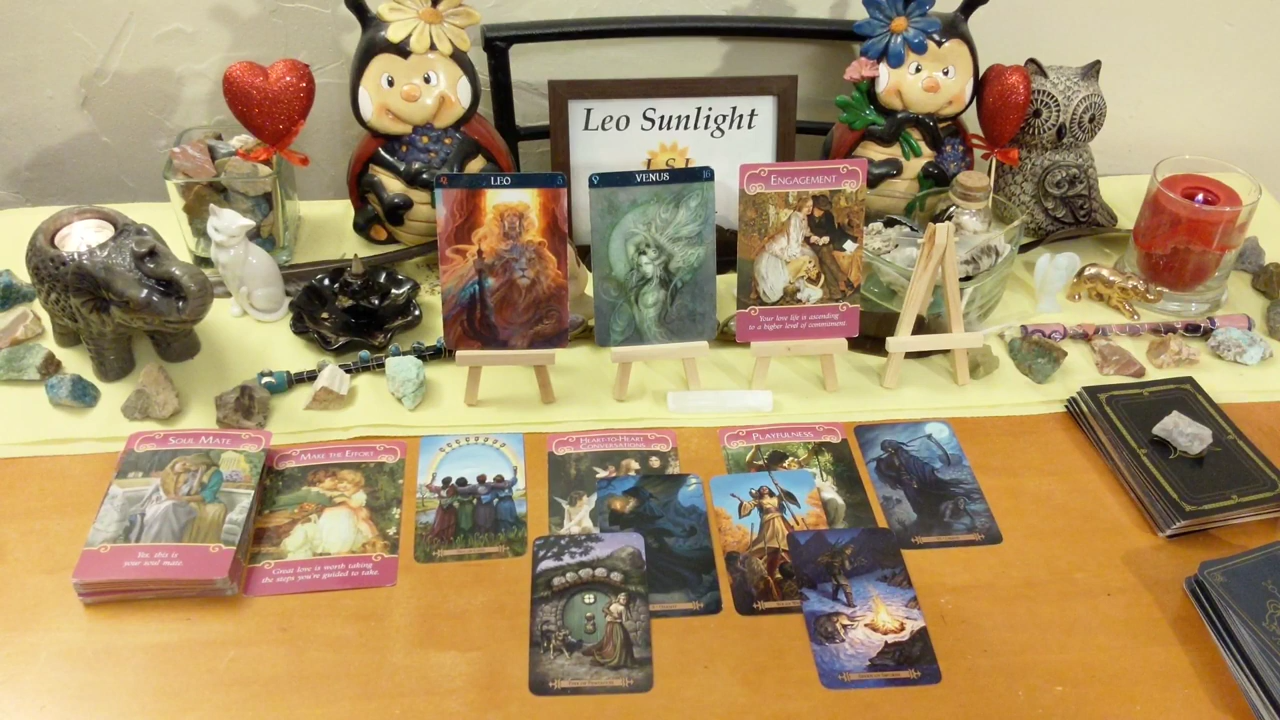 Leo Sunlight
LSL
LEO
5
VENUS
16
ENGAGEMENT
Your love life is ascending
to a higher level of commitment
SOUL MATE
Yes, this is
your soul mate.
MAKE THE EFFORT
Great love is worth taking
the steps you're guided to take.
HEART-TO-HEART
CONVERSATIONS
PLAYFULNESS